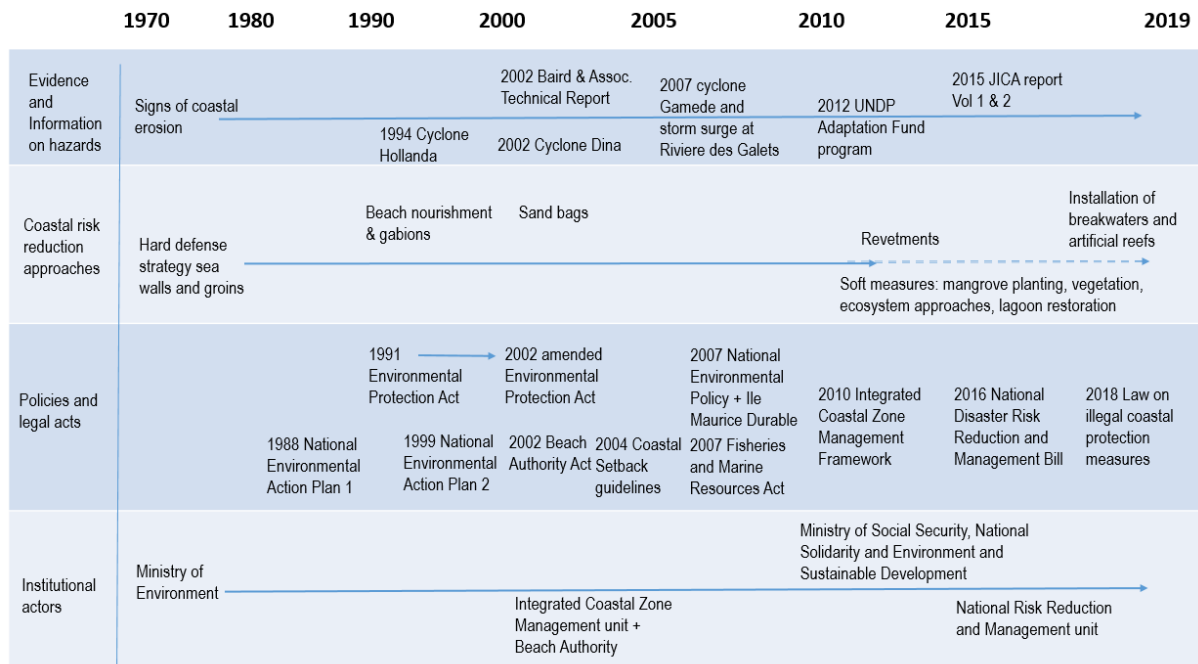 1970 1980 1990 2000 2005 2010 2015 2019
Evidence
and
Information
on hazards
Signs of coastal
erosion
1994 Cyclone
Hollanda
2002 Baird & Assoc.
Technical Report
2002 Cyclone Dina
2007 cyclone
Gamede and
storm surge at
Riviere des Galets
2012 UNDP
Adaptation Fund
program
2015 JICA report
Vol 1 & 2
Coastal risk
reduction
approaches
Hard defense
strategy sea
walls and groins
Beach nourishment
& gabions
Sand bags
Revetments
Soft measures: mangrove planting, vegetation,
ecosystem approaches, lagoon restoration
Installation of
breakwaters and
artificial reefs
Policies and
legal acts
1988 National
Environmental
Action Plan 1
1991
Environmental
Protection Act
1999 National
Environmental
Action Plan 2
2002 amended
Environmental
Protection Act
2002 Beach
Authority Act
2004 Coastal
Setback
guidelines
2007 National
Environmental
Policy + Ile
Maurice Durable
2007 Fisheries
and Marine
Resources Act
2010 Integrated
Coastal Zone
Management
Framework
2016 National
Disaster Risk
Reduction and
Management Bill
2018 Law on
illegal coastal
protection
measures
Institutional
actors
Ministry of
Environment
Integrated Coastal Zone
Management unit +
Beach Authority
Ministry of Social Security, National
Solidarity and Environment and
Sustainable Development
National Risk Reduction
and Management unit